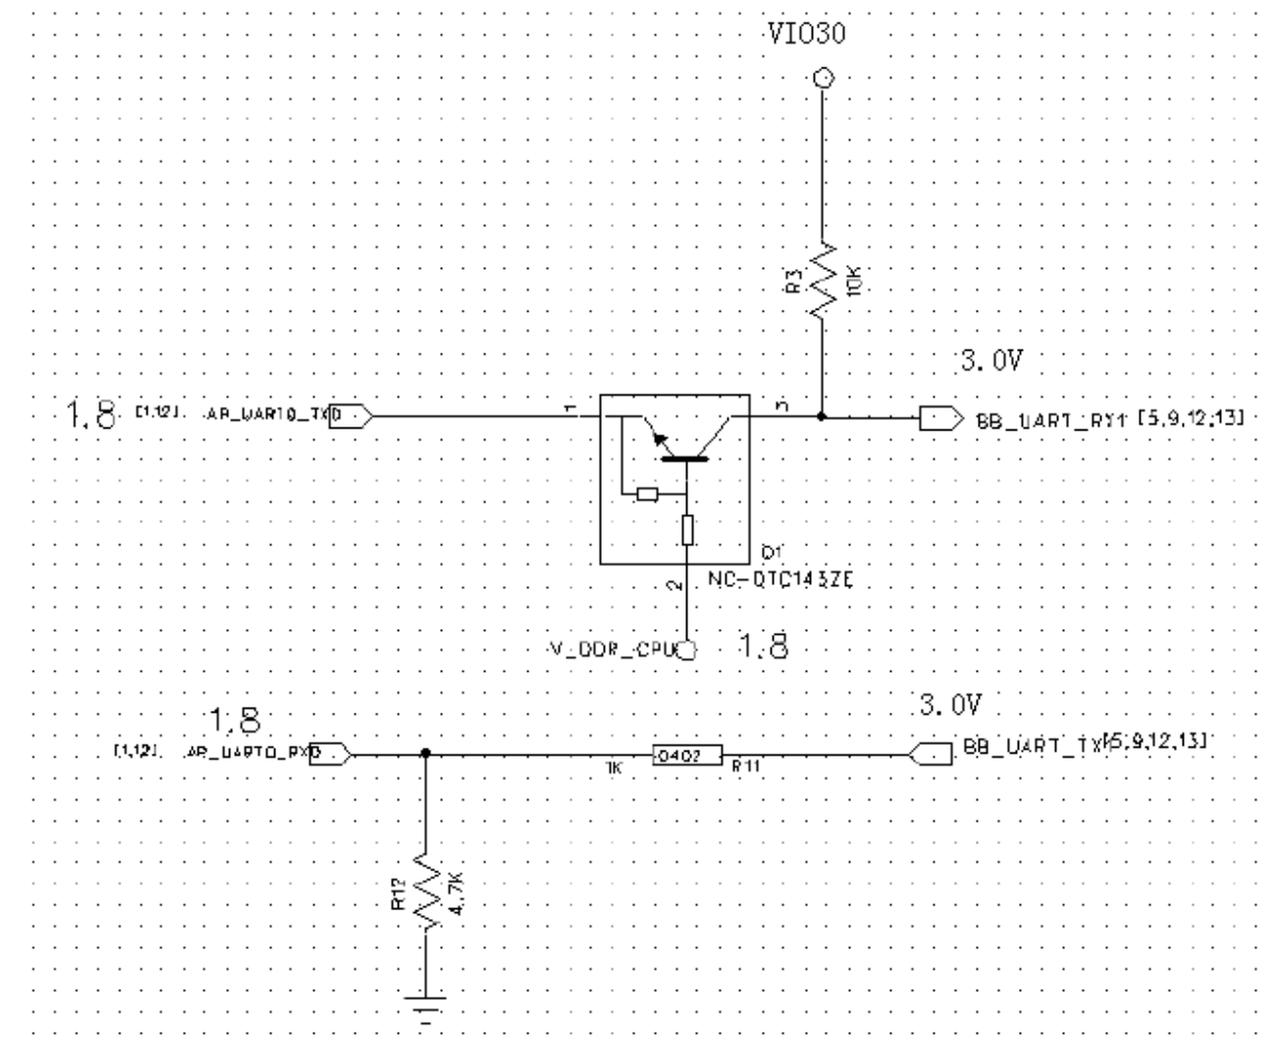 VIO30
R3
10K
3.0V
1.8 [1,12] AP_UART0_TXD
1
3
BB_UART_RX1 [5,9,12,13]
D1
2
NC-DTC143ZE
V_DDR_CPU 1.8
1.8
3.0V
[1,12] AP_UART0_RXD
BB_UART_TX [5,9,12,13]
0402
1K
R11
R12
4.7K